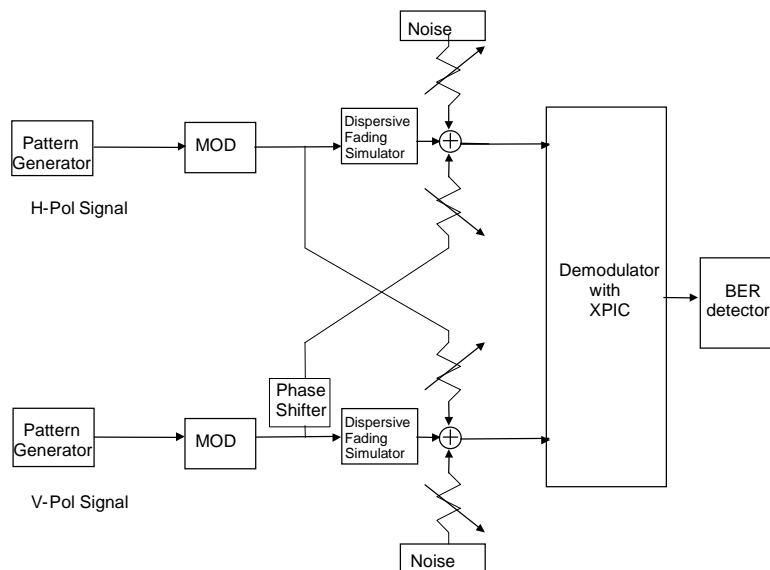 Noise
Pattern
Generator
MOD
Dispersive
Fading
Simulator
H-Pol Signal
Demodulator
with
XPIC
BER
detector
Phase
Shifter
Pattern
Generator
MOD
Dispersive
Fading
Simulator
V-Pol Signal
Noise